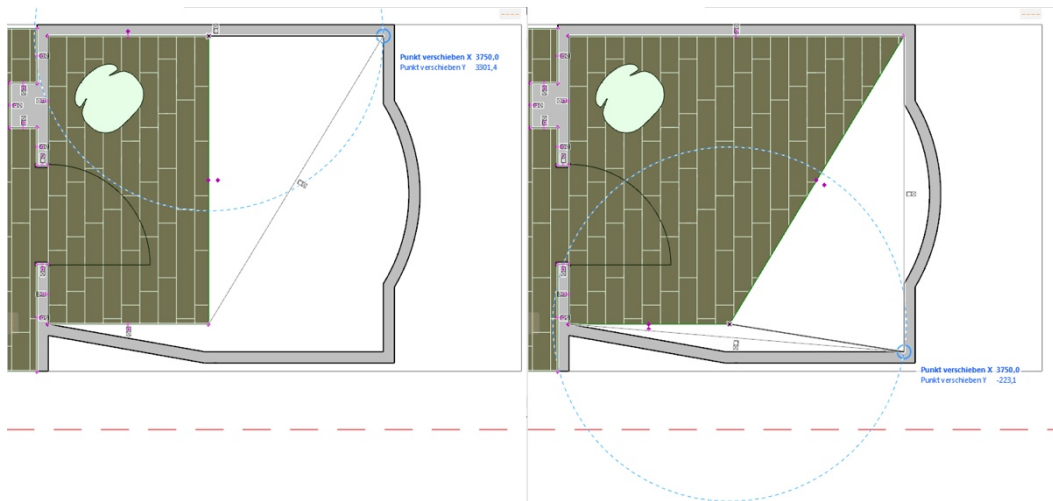 Punkt verschieben X 3750,0
Punkt verschieben Y 3301,4
Punkt verschieben X 3750,0
Punkt verschieben Y -223,1